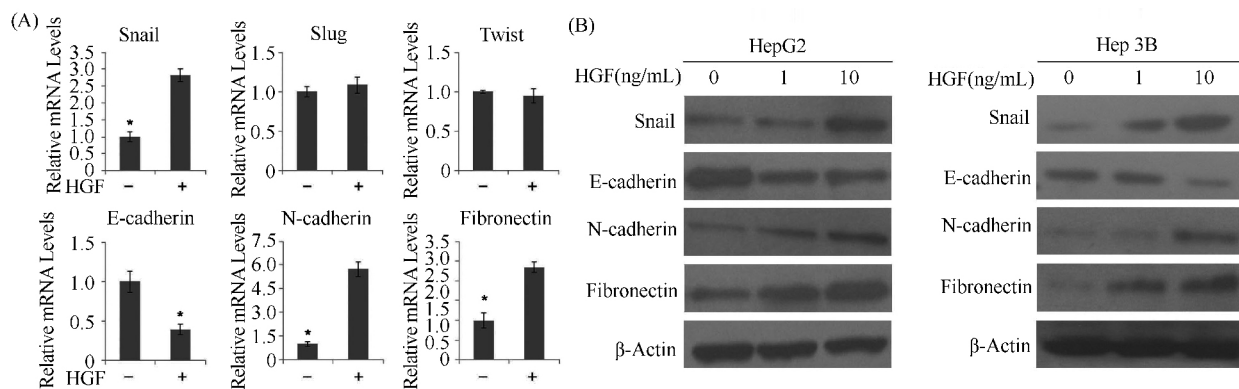 (A)
Snail
Relative mRNA Levels
3.5
3.0
2.5
2.0
1.5
1.0
0.5
0
*
HGF
–
+
Slug
Relative mRNA Levels
1.5
1.0
0.5
0
–
+
Twist
Relative mRNA Levels
1.5
1.0
0.5
0
–
+
E-cadherin
Relative mRNA Levels
1.5
1.0
0.5
0
*
HGF
–
+
N-cadherin
Relative mRNA Levels
7.5
6.0
4.5
3.0
1.5
0
*
–
+
Fibronectin
Relative mRNA Levels
3.5
3.0
2.5
2.0
1.5
1.0
0.5
0
*
–
+
(B)
HepG2
HGF(ng/mL) 0 1 10
Snail
E-cadherin
N-cadherin
Fibronectin
β-Actin
Hep 3B
HGF(ng/mL) 0 1 10
Snail
E-cadherin
N-cadherin
Fibronectin
β-Actin